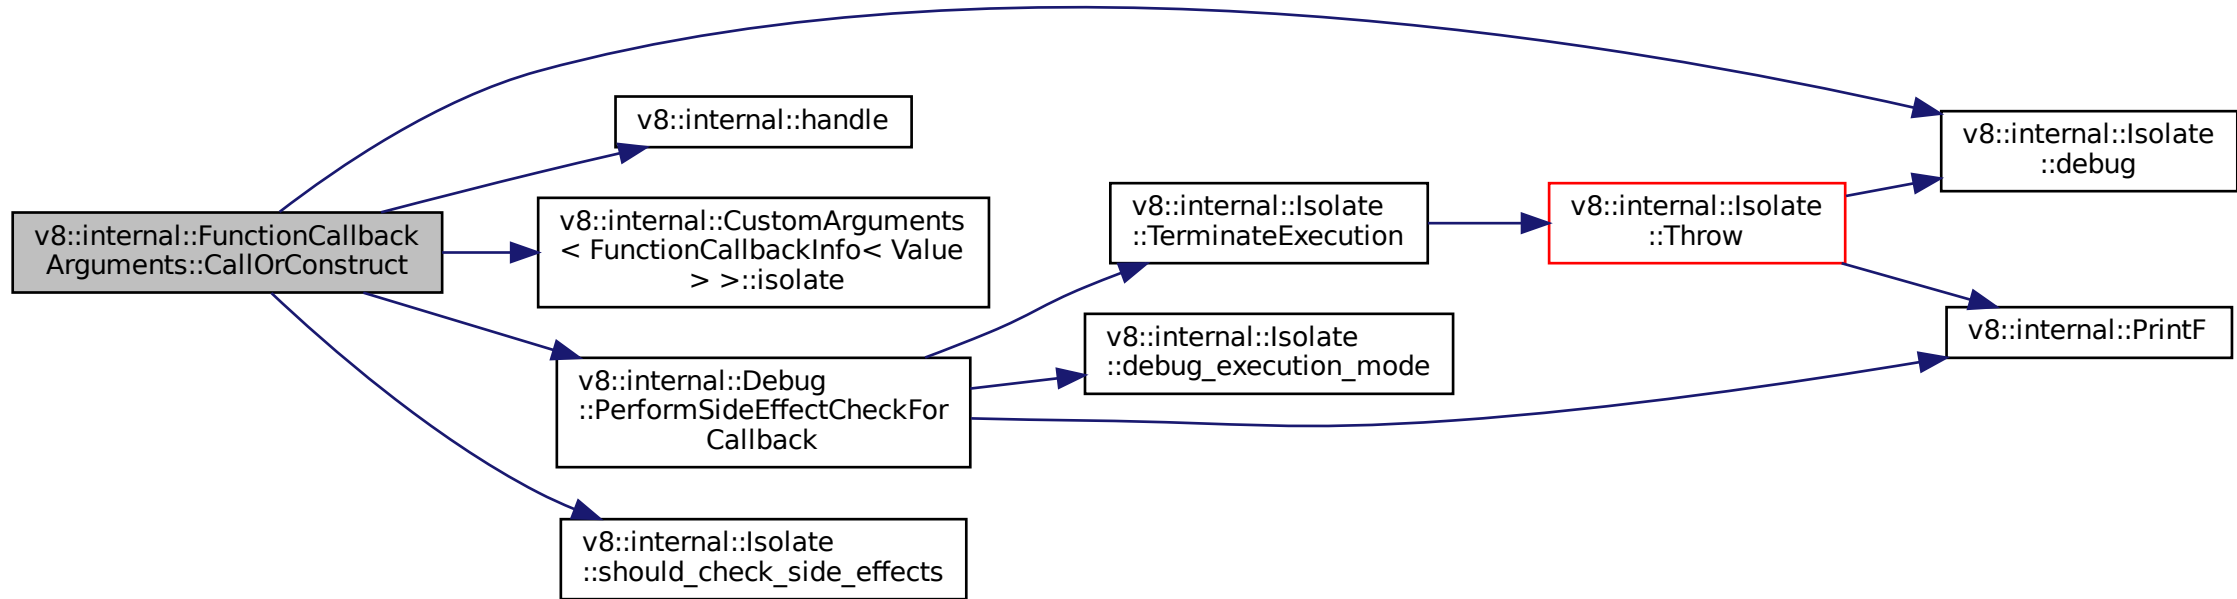 v8::internal::FunctionCallback
Arguments::CallOrConstruct
v8::internal::handle
v8::internal::CustomArguments
< FunctionCallbackInfo< Value
> >::isolate
v8::internal::Debug
::PerformSideEffectCheckFor
Callback
v8::internal::Isolate
::should_check_side_effects
v8::internal::Isolate
::TerminateExecution
v8::internal::Isolate
::debug_execution_mode
v8::internal::Isolate
::Throw
v8::internal::Isolate
::debug
v8::internal::PrintF